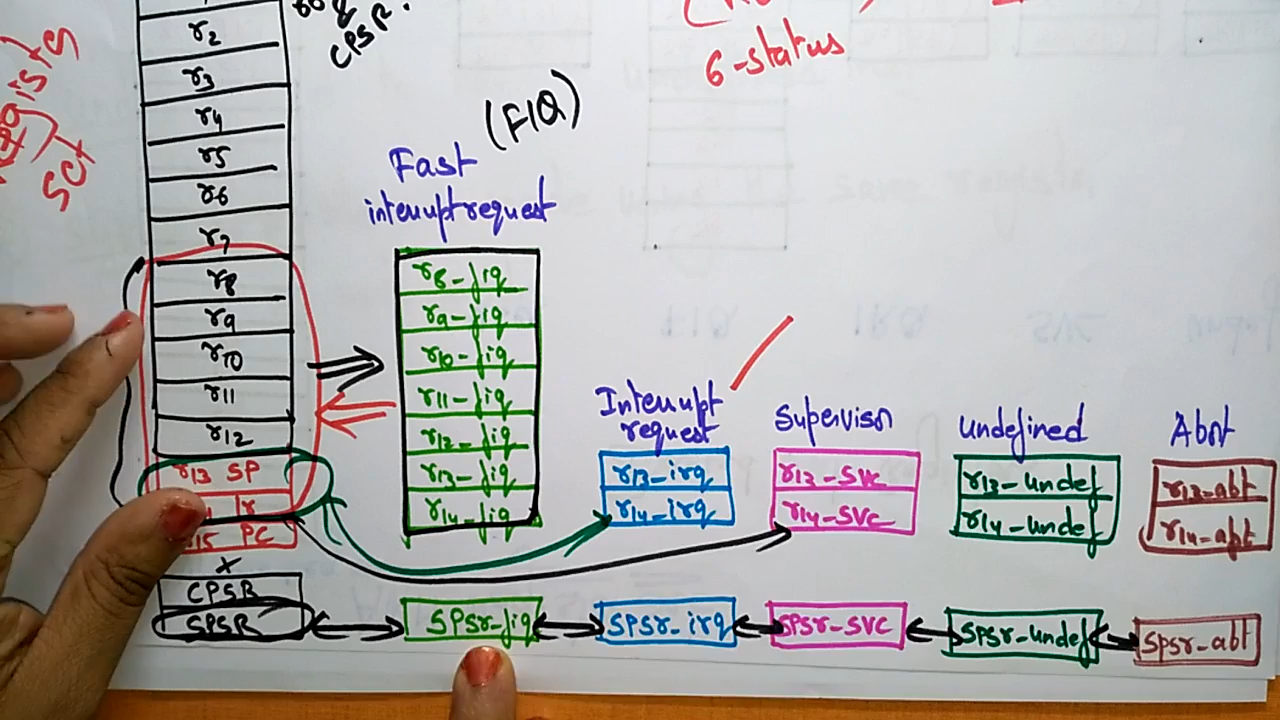 CPSR.
6-status
Set
r2
r3
r4
r5
r6
r7
r8
r9
r10
r11
r12
r13 SP
lr
PC
CPSR
SPSR
(FIQ)
Fast
interrupt request
r8-fiq
r9-fiq
r10-fiq
r11-fiq
r12-fiq
r13-fiq
r14-fiq
SPSr-fiq
Interrupt
request
r13-irq
r14-irq
SPSr-irq
Supervisor
r13-SVC
r14-SVC
SPSr-SVC
undefined
r13-undef
r14-undef
SPSr-undef
Abort
r13-abt
r14-abt
SPSr-abt